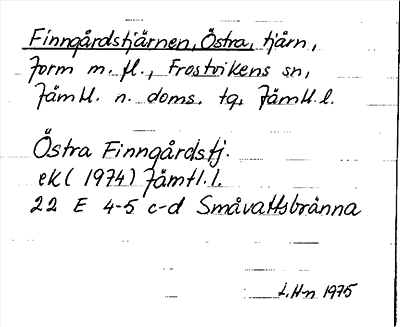 Finngårdstjärnen, Östra, tjärn,
Form m. fl., Frostvikens sn,
Jämtl. n. doms. tg, Jämtl. l.
Östra Finngårdstj.
ek (1974) Jämtl. l.
22 E 4-5 c-d Småvattsbränna
L.H-n 1975